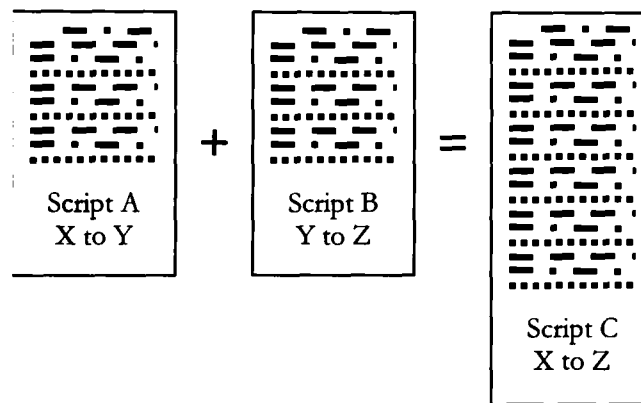 +
=
Script A
X to Y
Script B
Y to Z
Script C
X to Z